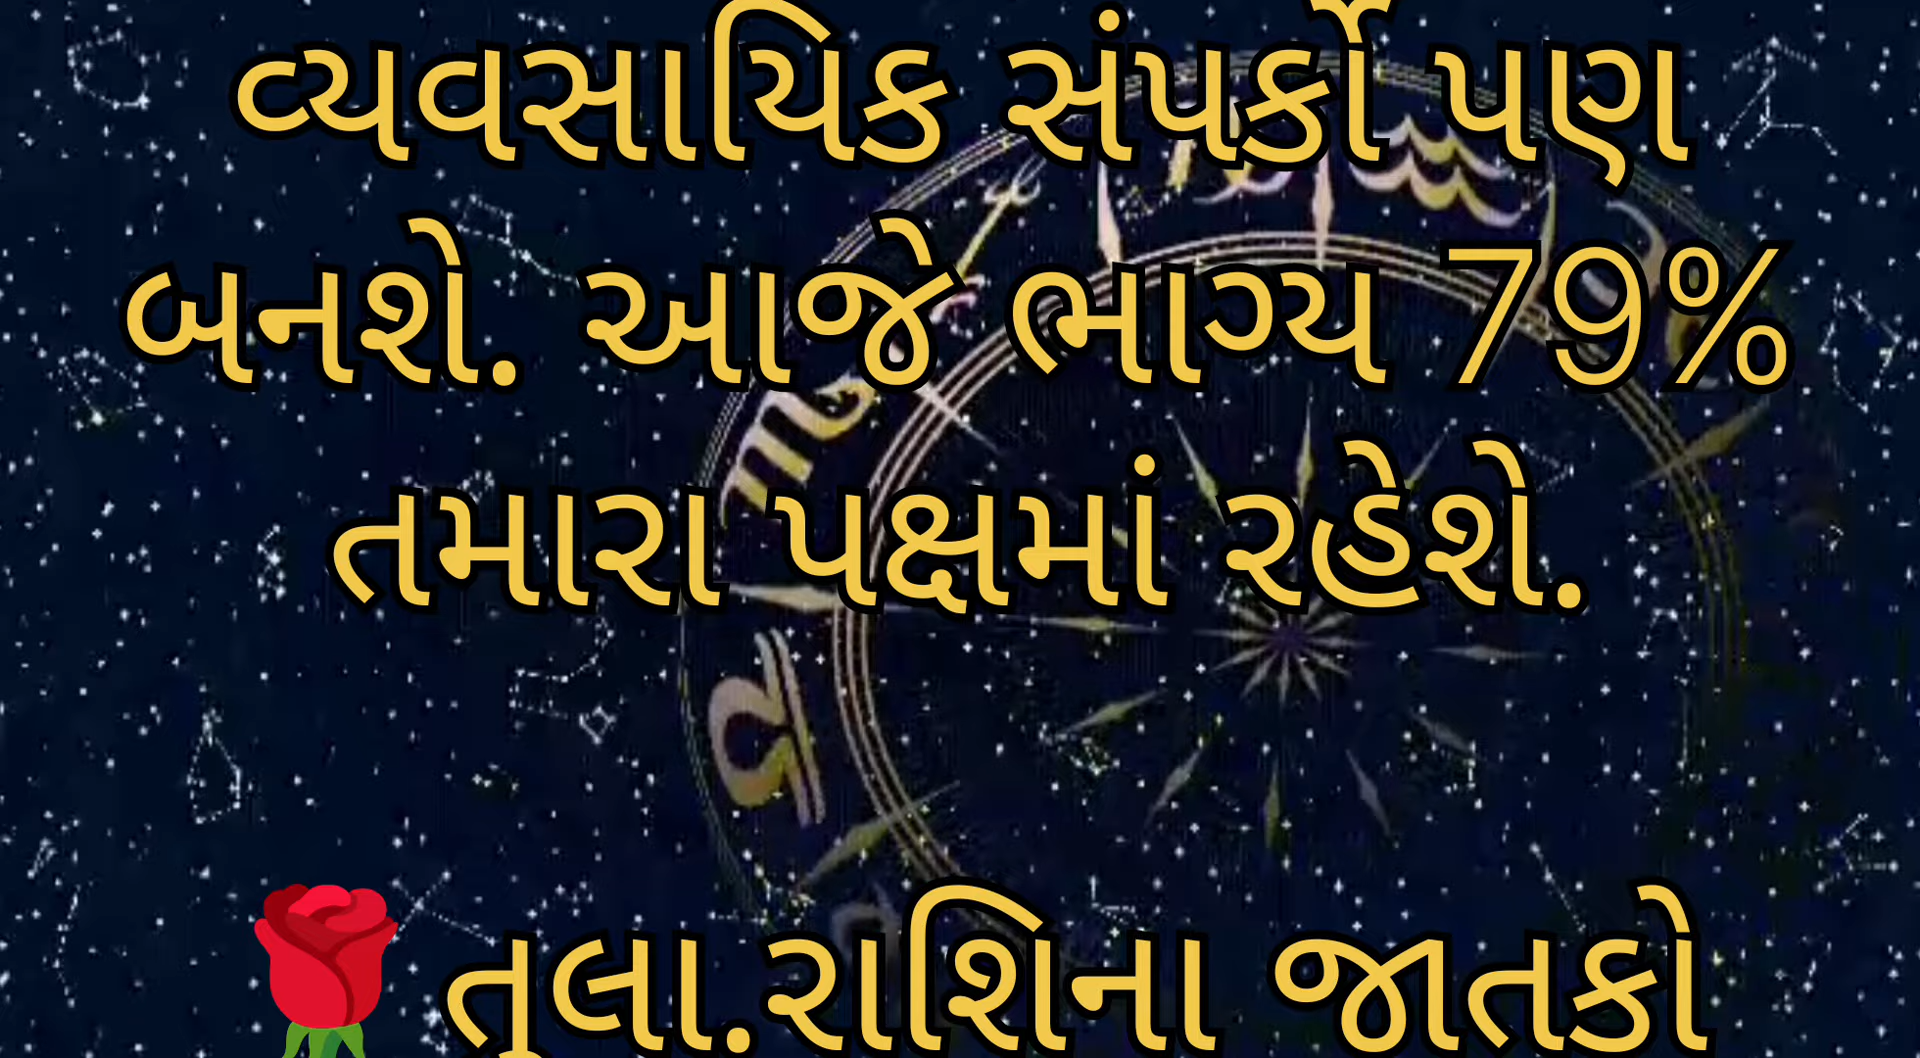 વ્યવસાયિક સંપર્કો પણ
બનશે. આજે ભાગ્ય 79%
તમારા પક્ષમાં રહેશે.
🌹તુલા.રાશિના જાતકો